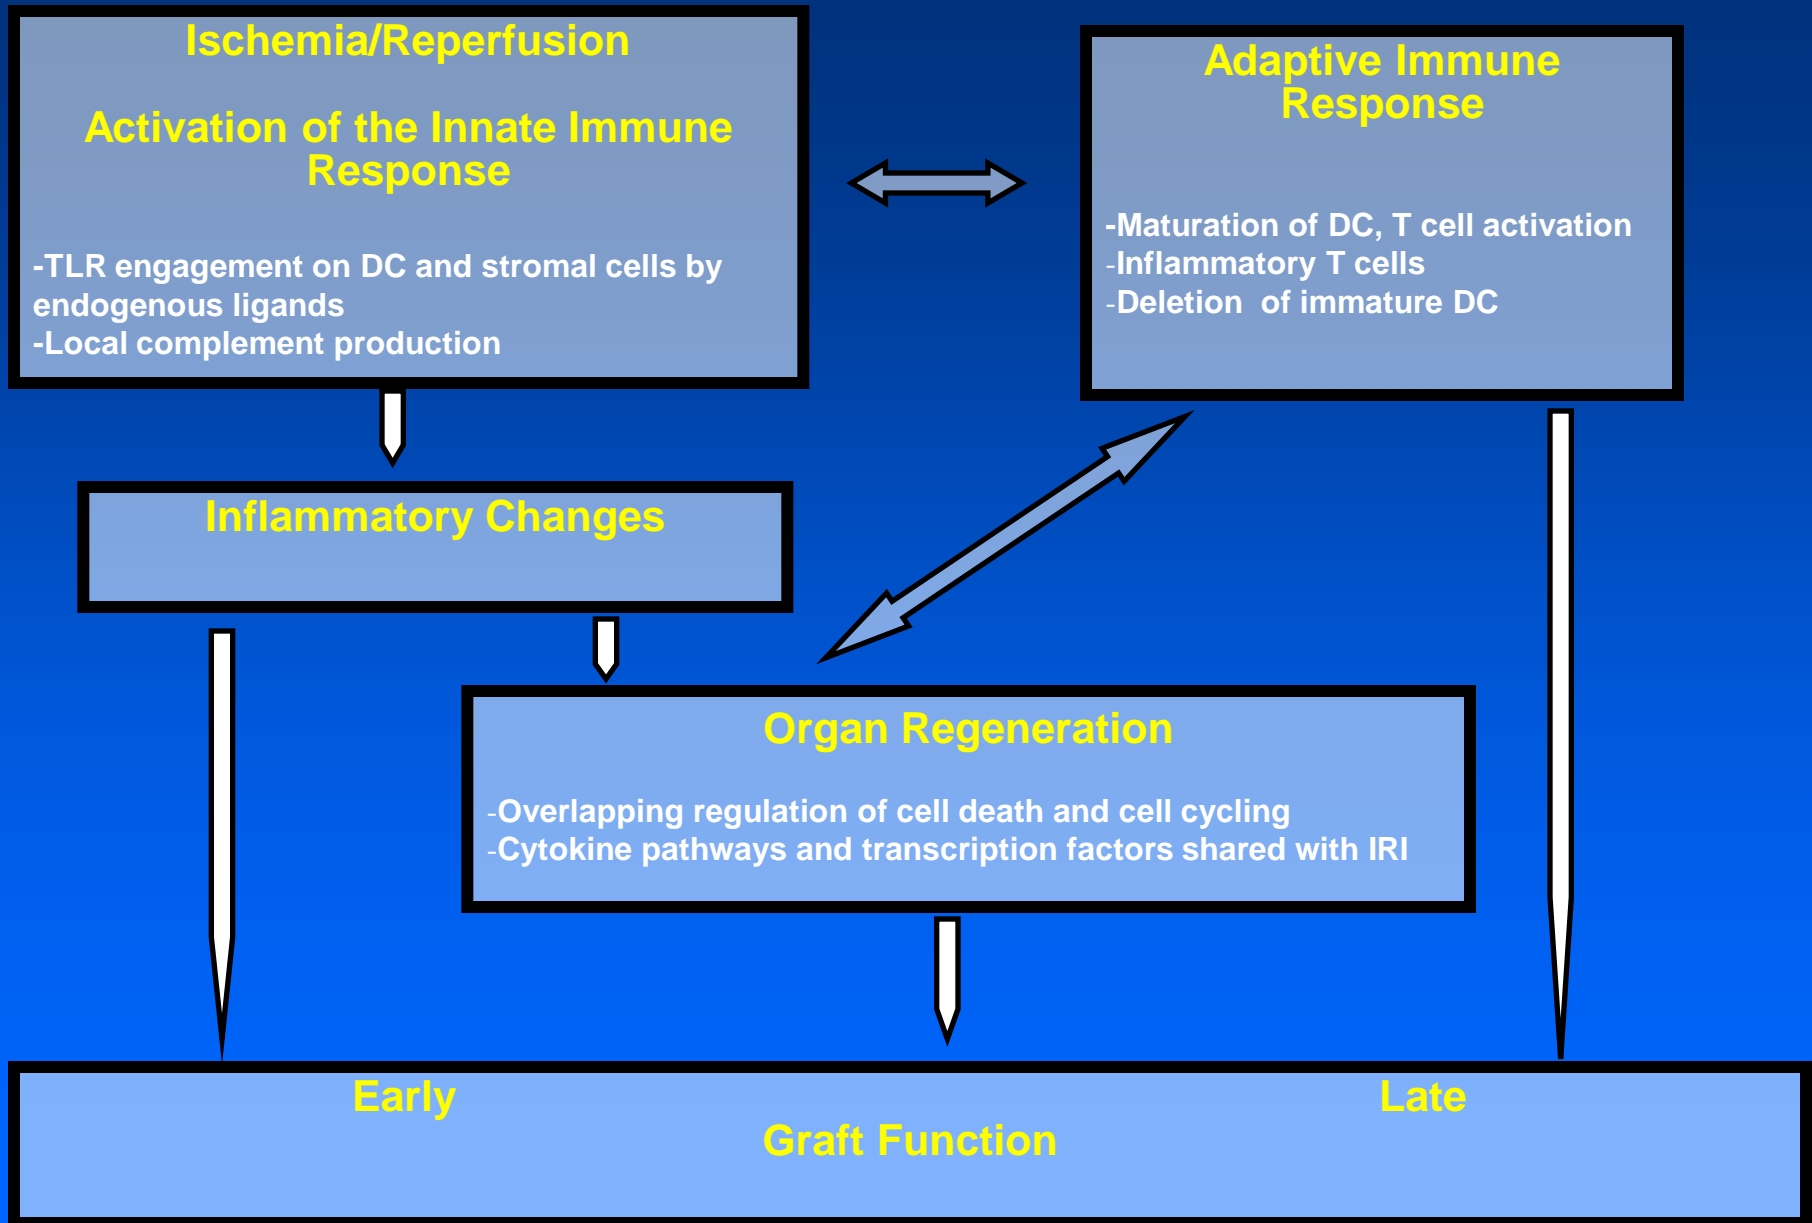 Ischemia/Reperfusion
Activation of the Innate Immune
Response
-TLR engagement on DC and stromal cells by
endogenous ligands
-Local complement production
Adaptive Immune
Response
-Maturation of DC, T cell activation
-Inflammatory T cells
-Deletion  of immature DC
Inflammatory Changes
Organ Regeneration
-Overlapping regulation of cell death and cell cycling
-Cytokine pathways and transcription factors shared with IRI
Early
Late
Graft Function